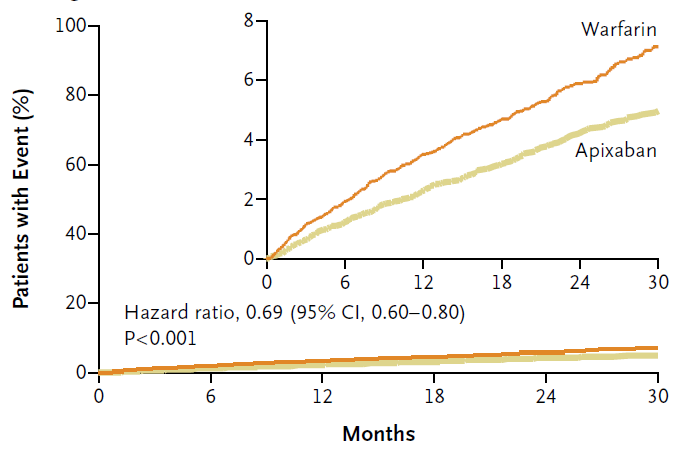 100
80
60
40
20
0
Patients with Event (%)
8
6
4
2
0
Warfarin
Apixaban
0 6 12 18 24 30
Hazard ratio, 0.69 (95% CI, 0.60–0.80)
P<0.001
0 6 12 18 24 30
Months